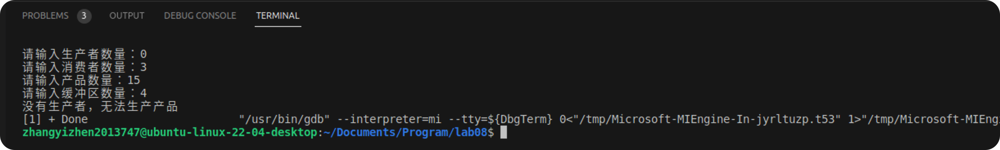 PROBLEMS 3 OUTPUT DEBUG CONSOLE TERMINAL
请输入生产者数量：0
请输入消费者数量：3
请输入产品数量：15
请输入缓冲区数量：4
没有生产者，无法生产产品
[1] + Done "/usr/bin/gdb" --interpreter=mi --tty=${DbgTerm} 0<"/tmp/Microsoft-MIEngine-In-jyrltuzp.t53" 1>"/tmp/Microsoft-MIEng
zhangyizhen2013747@ubuntu-linux-22-04-desktop:~/Documents/Program/lab08$